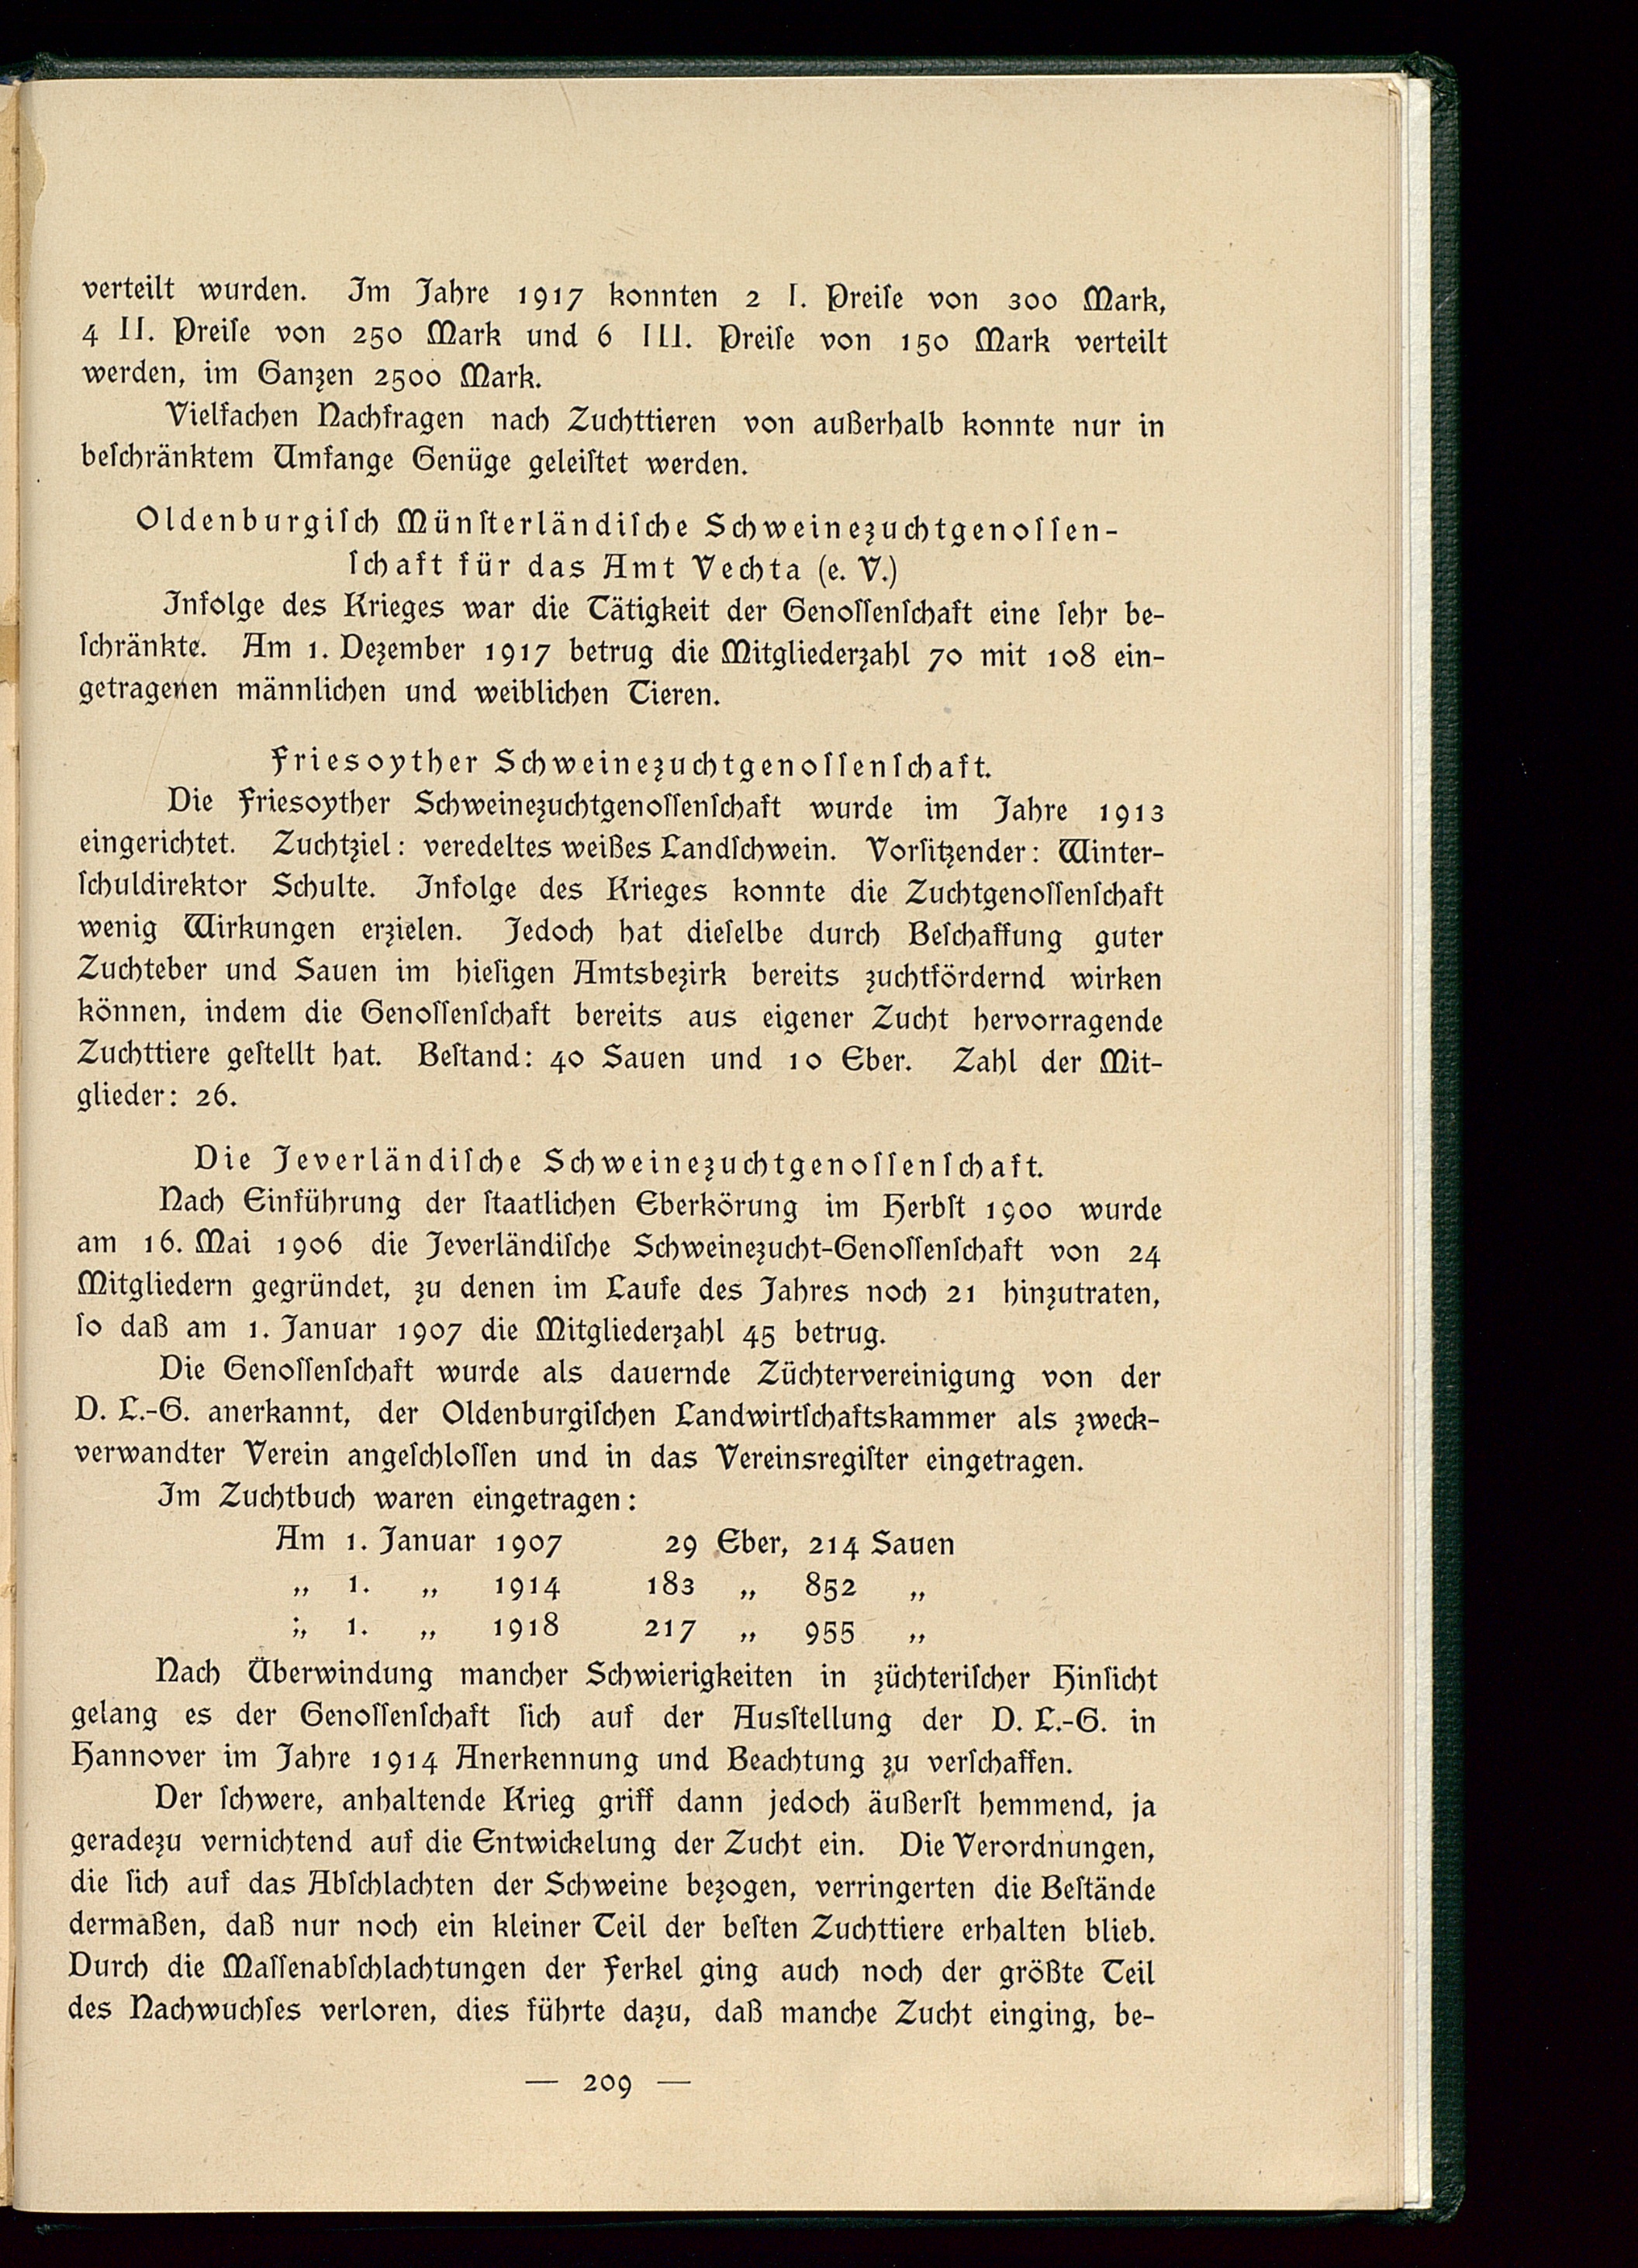 verteilt wurden. Im Jahre 1917 konnten 2 I. Preiſe von 300 Mark,
4 II. Preiſe von 250 Mark und 6 III. Preiſe von 150 Mark verteilt
werden, im Ganzen 2500 Mark.
Vielfachen Nachfragen nach Zuchttieren von außerhalb konnte nur in
beſchränktem Umfange Genüge geleiſtet werden.
Oldenburgiſch Münſterländiſche Schweinezuchtgenoſſen-
ſchaft für das Amt Vechta (e. V.)
Infolge des Krieges war die Tätigkeit der Genoſſenſchaft eine ſehr be-
ſchränkte. Am 1. Dezember 1917 betrug die Mitgliederzahl 70 mit 108 ein-
getragenen männlichen und weiblichen Tieren.
Frieſoyther Schweinezuchtgenoſſenſchaft.
Die Friesoyther Schweinezuchtgenoſſenſchaft wurde im Jahre 1913
eingerichtet. Zuchtziel: veredeltes weißes Landſchwein. Vorſitzender: Winter-
ſchuldirektor Schulte. Infolge des Krieges konnte die Zuchtgenoſſenſchaft
wenig Wirkungen erzielen. Jedoch hat dieſelbe durch Beſchaffung guter
Zuchteber und Sauen im hieſigen Amtsbezirk bereits zuchtfördernd wirken
können, indem die Genoſſenſchaft bereits aus eigener Zucht hervorragende
Zuchttiere geſtellt hat. Beſtand: 40 Sauen und 10 Eber. Zahl der Mit-
glieder: 26.
Die Jeverländiſche Schweinezuchtgenoſſenſchaft.
Nach Einführung der ſtaatlichen Eberkörung im Herbſt 1900 wurde
am 16. Mai 1906 die Jeverländiſche Schweinezucht-Genoſſenſchaft von 24
Mitgliedern gegründet, zu denen im Laufe des Jahres noch 21 hinzutraten,
ſo daß am 1. Januar 1907 die Mitgliederzahl 45 betrug.
Die Genoſſenſchaft wurde als dauernde Züchtervereinigung von der
D. L.-G. anerkannt, der Oldenburgiſchen Landwirtſchaftskammer als zweck-
verwandter Verein angeſchloſſen und in das Vereinsregiſter eingetragen.
Im Zuchtbuch waren eingetragen:
Am 1. Januar 1907 29 Eber, 214 Sauen
„ 1. „ 1914 183 „ 852 „
„ 1. „ 1918 217 „ 955 „
Nach Überwindung mancher Schwierigkeiten in züchteriſcher Hinſicht
gelang es der Genoſſenſchaft ſich auf der Ausſtellung der D. L.-G. in
Hannover im Jahre 1914 Anerkennung und Beachtung zu verſchaffen.
Der ſchwere, anhaltende Krieg griff dann jedoch äußerſt hemmend, ja
geradezu vernichtend auf die Entwickelung der Zucht ein. Die Verordnungen,
die ſich auf das Abſchlachten der Schweine bezogen, verringerten die Beſtände
dermaßen, daß nur noch ein kleiner Teil der beſten Zuchttiere erhalten blieb.
Durch die Maſſenabſchlachtungen der Ferkel ging auch noch der größte Teil
des Nachwuchſes verloren, dies führte dazu, daß manche Zucht einging, be-
— 209 —